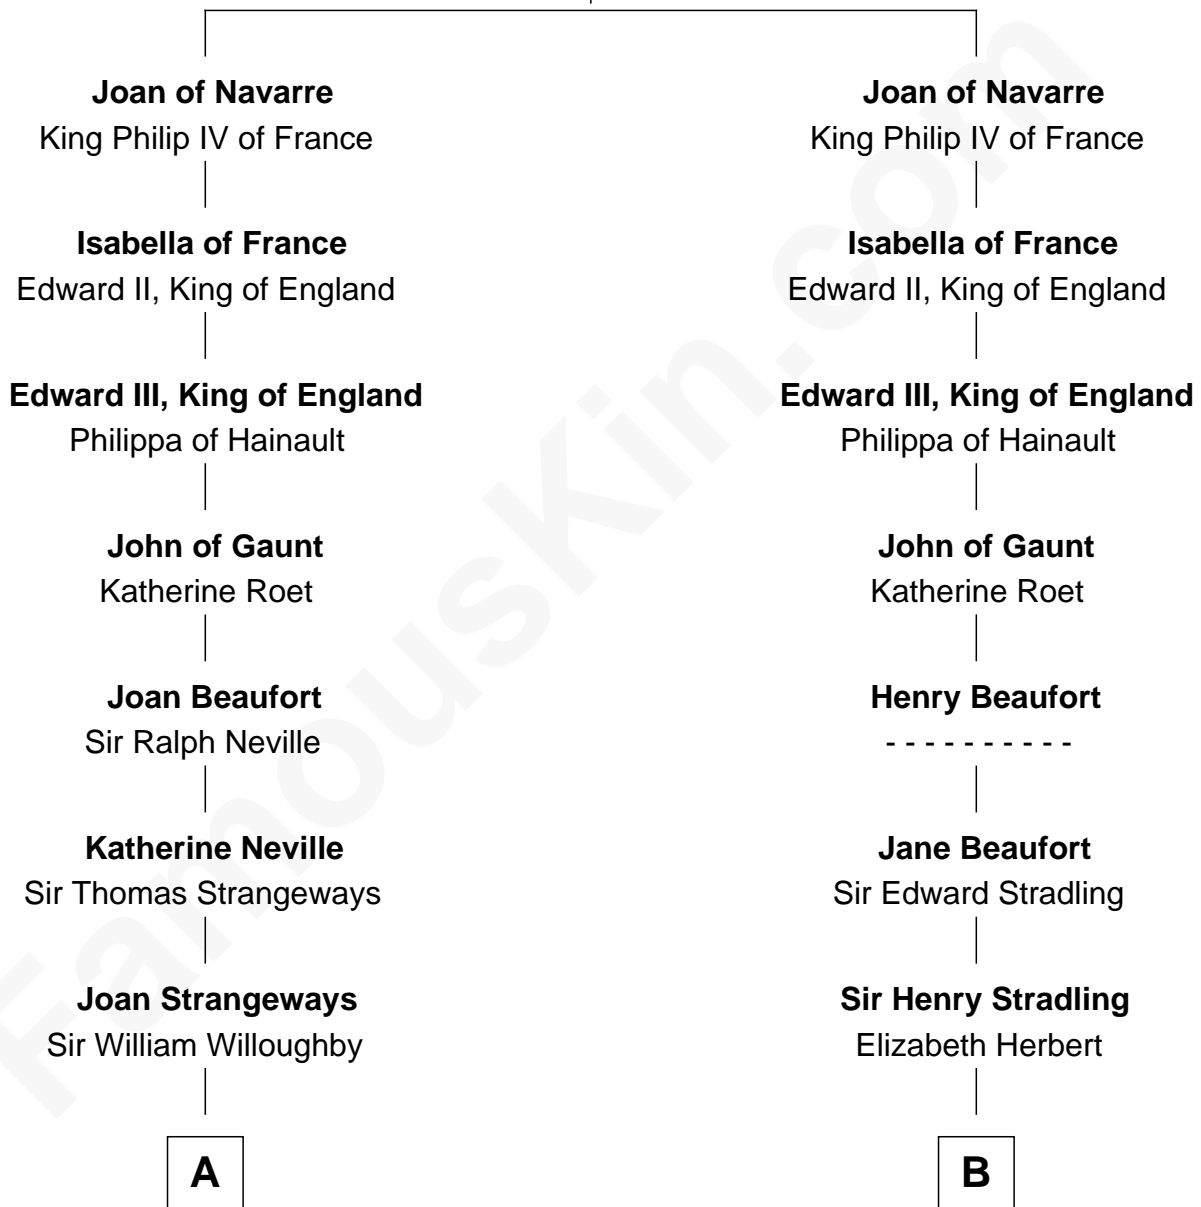 Joan of Navarre
King Philip IV of France
Isabella of France
Edward II, King of England
Edward III, King of England
Philippa of Hainault
John of Gaunt
Katherine Roet
Joan Beaufort
Sir Ralph Neville
Katherine Neville
Sir Thomas Strangeways
Joan Strangeways
Sir William Willoughby
A
Joan of Navarre
King Philip IV of France
Isabella of France
Edward II, King of England
Edward III, King of England
Philippa of Hainault
John of Gaunt
Katherine Roet
Henry Beaufort
- - - - - - - - - -
Jane Beaufort
Sir Edward Stradling
Sir Henry Stradling
Elizabeth Herbert
B
FamousKin.com